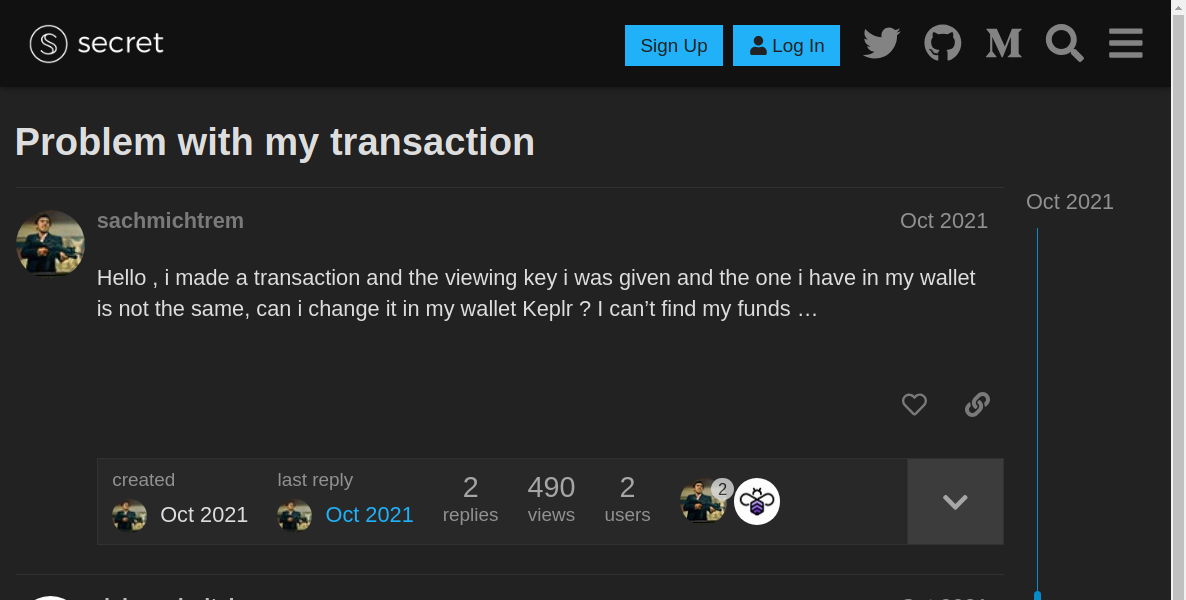 secret
Sign Up
Log In
Problem with my transaction
sachmichtrem
Oct 2021
Oct 2021
Hello , i made a transaction and the viewing key i was given and the one i have in my wallet
is not the same, can i change it in my wallet Keplr ? I can’t find my funds …
created
last reply
2
490
2
2
Oct 2021
Oct 2021
replies
views
users